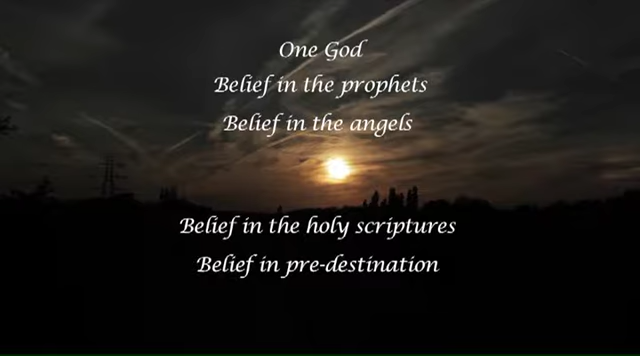 One God
Belief in the prophets
Belief in the angels
Belief in the holy scriptures
Belief in pre-destination